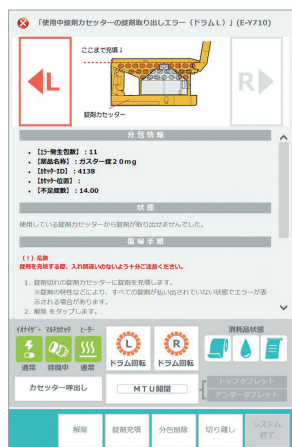 「使用中錠剤カセッターの錠剤取り出しエラー（ドラムL）」(E-Y710)
ここまで充填↓
L
R
錠剤カセッター
分包情報
・【ｴﾗｰ発生包数】：11
・【薬品名称】：ガスター錠２０mg
・【ｶｾｯﾀｰID】：4138
・【ｶｾｯﾀｰ位置】：
・【不足錠数】：14.00
状態
使用している錠剤カセッターから錠剤が取り出せませんでした。
復帰手順
(１) 危険
錠剤を充填する際、入れ間違いのないよう十分ご注意ください。
1. 錠剤切れの錠剤カセッターに錠剤を充填します。
※錠剤の特性などにより、すべての錠剤が払い出されていない状態でエラーが表
示される場合があります。
2. 解除 をタップします。
ｲｵﾅｲｻﾞｰ ﾏﾙﾁｶｾｯﾀ ﾋｰﾀｰ
消耗品状態
通常 待機中 通常
L
ドラム回転
R
ドラム回転
カセッター呼出し
ＭＴＵ開閉
トップタブレット
アンダータブレット
解除
錠剤充填
分包削除
切り離し
システム
終了